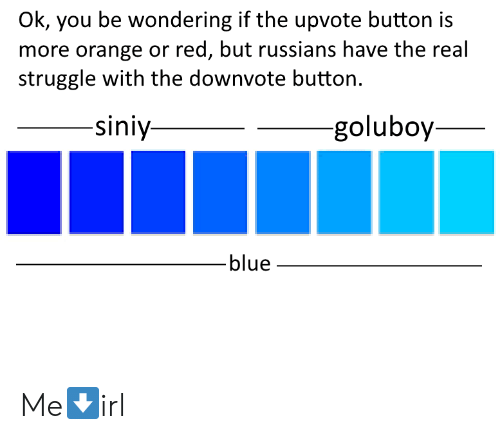 Ok, you be wondering if the upvote button is
more orange or red, but russians have the real
struggle with the downvote button.
siniy goluboy
blue
Me⬇️irl